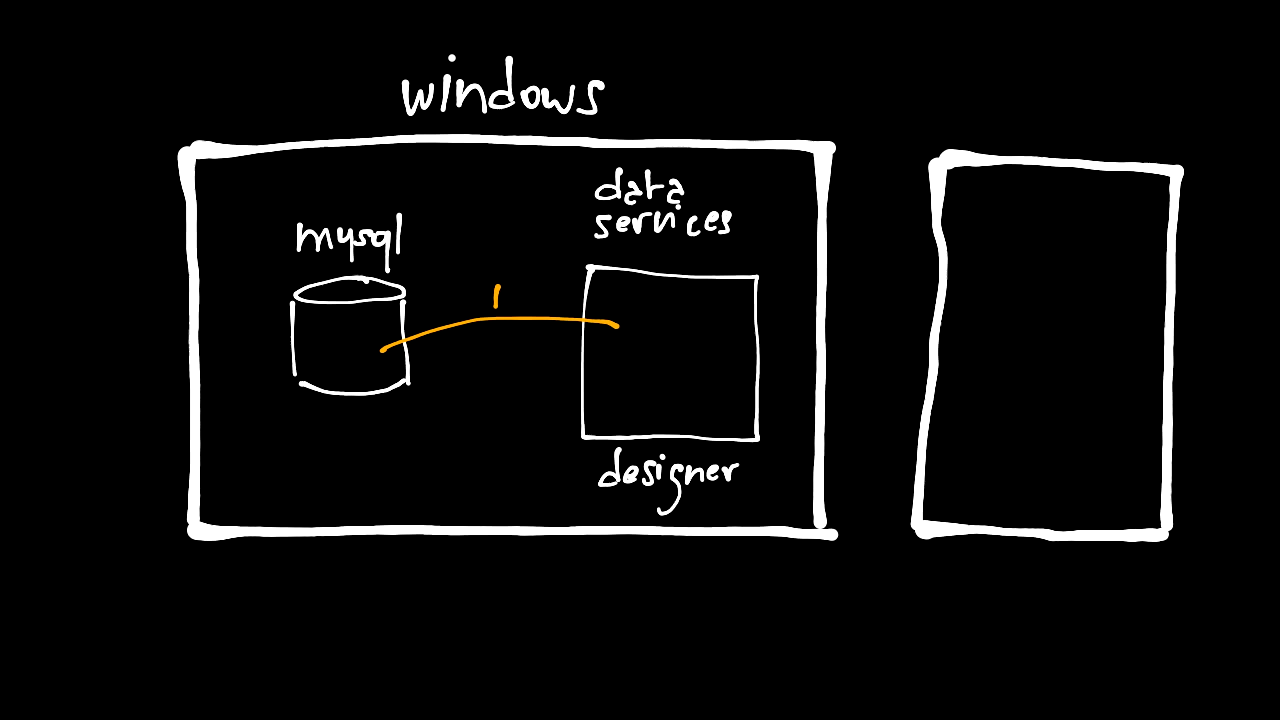 windows
data
services
mysql
1
designer